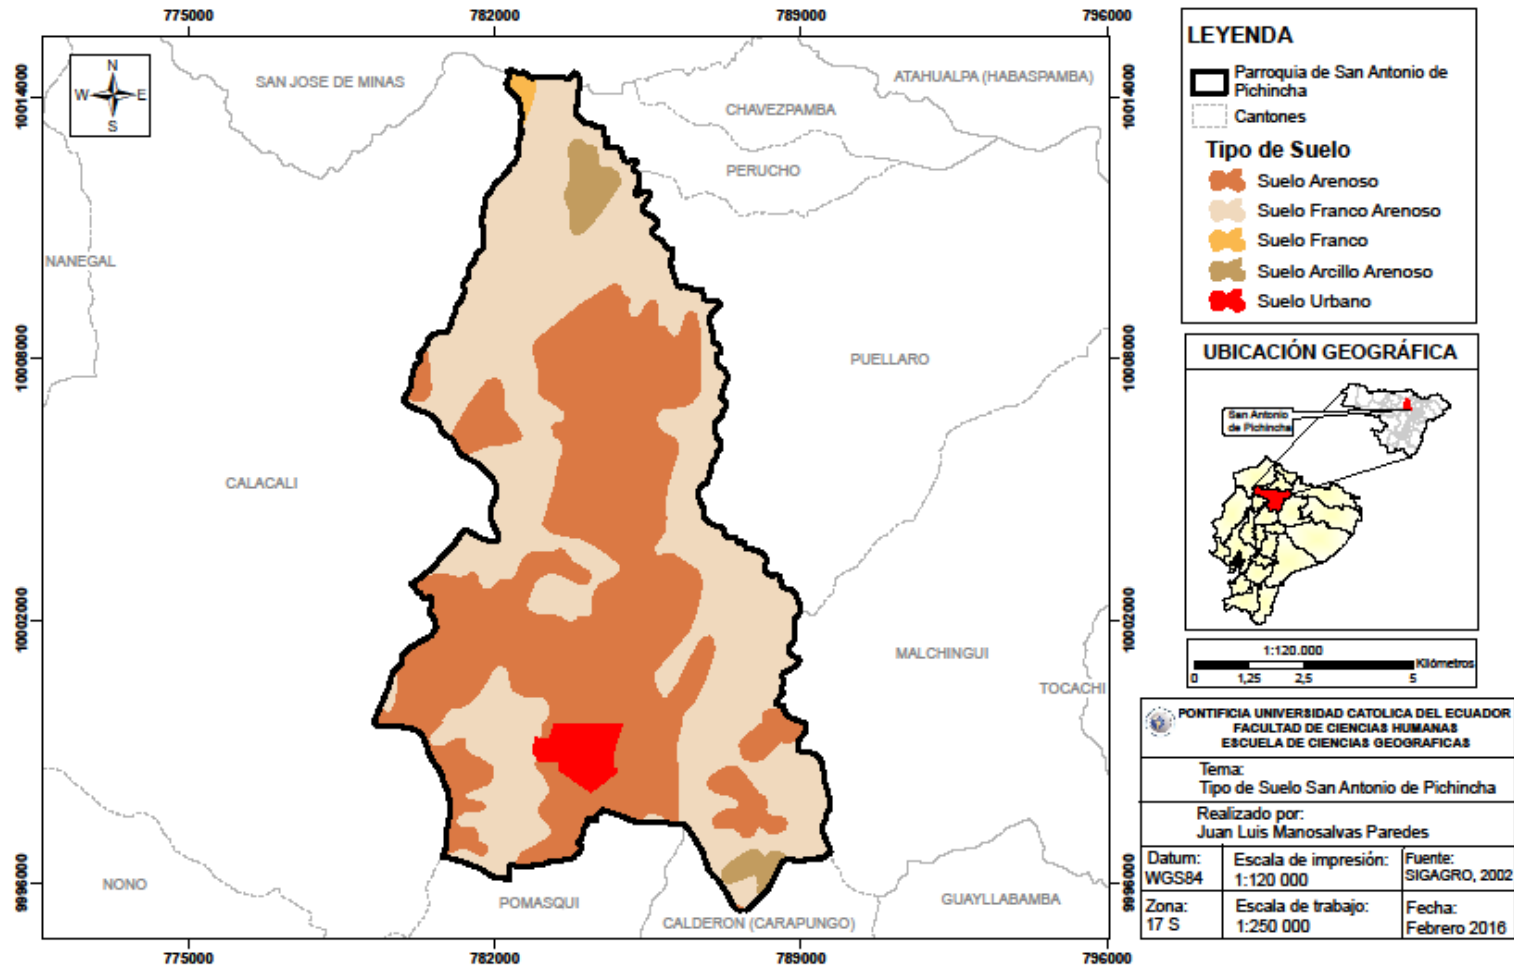 775000
782000
789000
796000
10014000
10008000
10002000
9996000
10014000
10008000
10002000
9996000
775000
782000
789000
796000
N
W
E
S
SAN JOSE DE MINAS
ATAHUALPA (HABASPAMBA)
CHAVEZPAMBA
PERUCHO
NANEGAL
PUELLARO
CALACALI
MALCHINGUI
TOCACHI
NONO
POMASQUI
CALDERON (CARAPUNGO)
GUAYLLABAMBA
LEYENDA
Parroquia de San Antonio de
Pichincha
Cantones
Tipo de Suelo
Suelo Arenoso
Suelo Franco Arenoso
Suelo Franco
Suelo Arcillo Arenoso
Suelo Urbano
UBICACIÓN GEOGRÁFICA
San Antonio
de Pichincha
1:120.000
Kilómetros
0 1,25 2,5 5
PONTIFICIA UNIVERSIDAD CATOLICA DEL ECUADOR
FACULTAD DE CIENCIAS HUMANAS
ESCUELA DE CIENCIAS GEOGRAFICAS
Tema:
Tipo de Suelo San Antonio de Pichincha
Realizado por:
Juan Luis Manosalvas Paredes
Datum:
WGS84
Escala de impresión:
1:120 000
Fuente:
SIGAGRO, 2002
Zona:
17 S
Escala de trabajo:
1:250 000
Fecha:
Febrero 2016